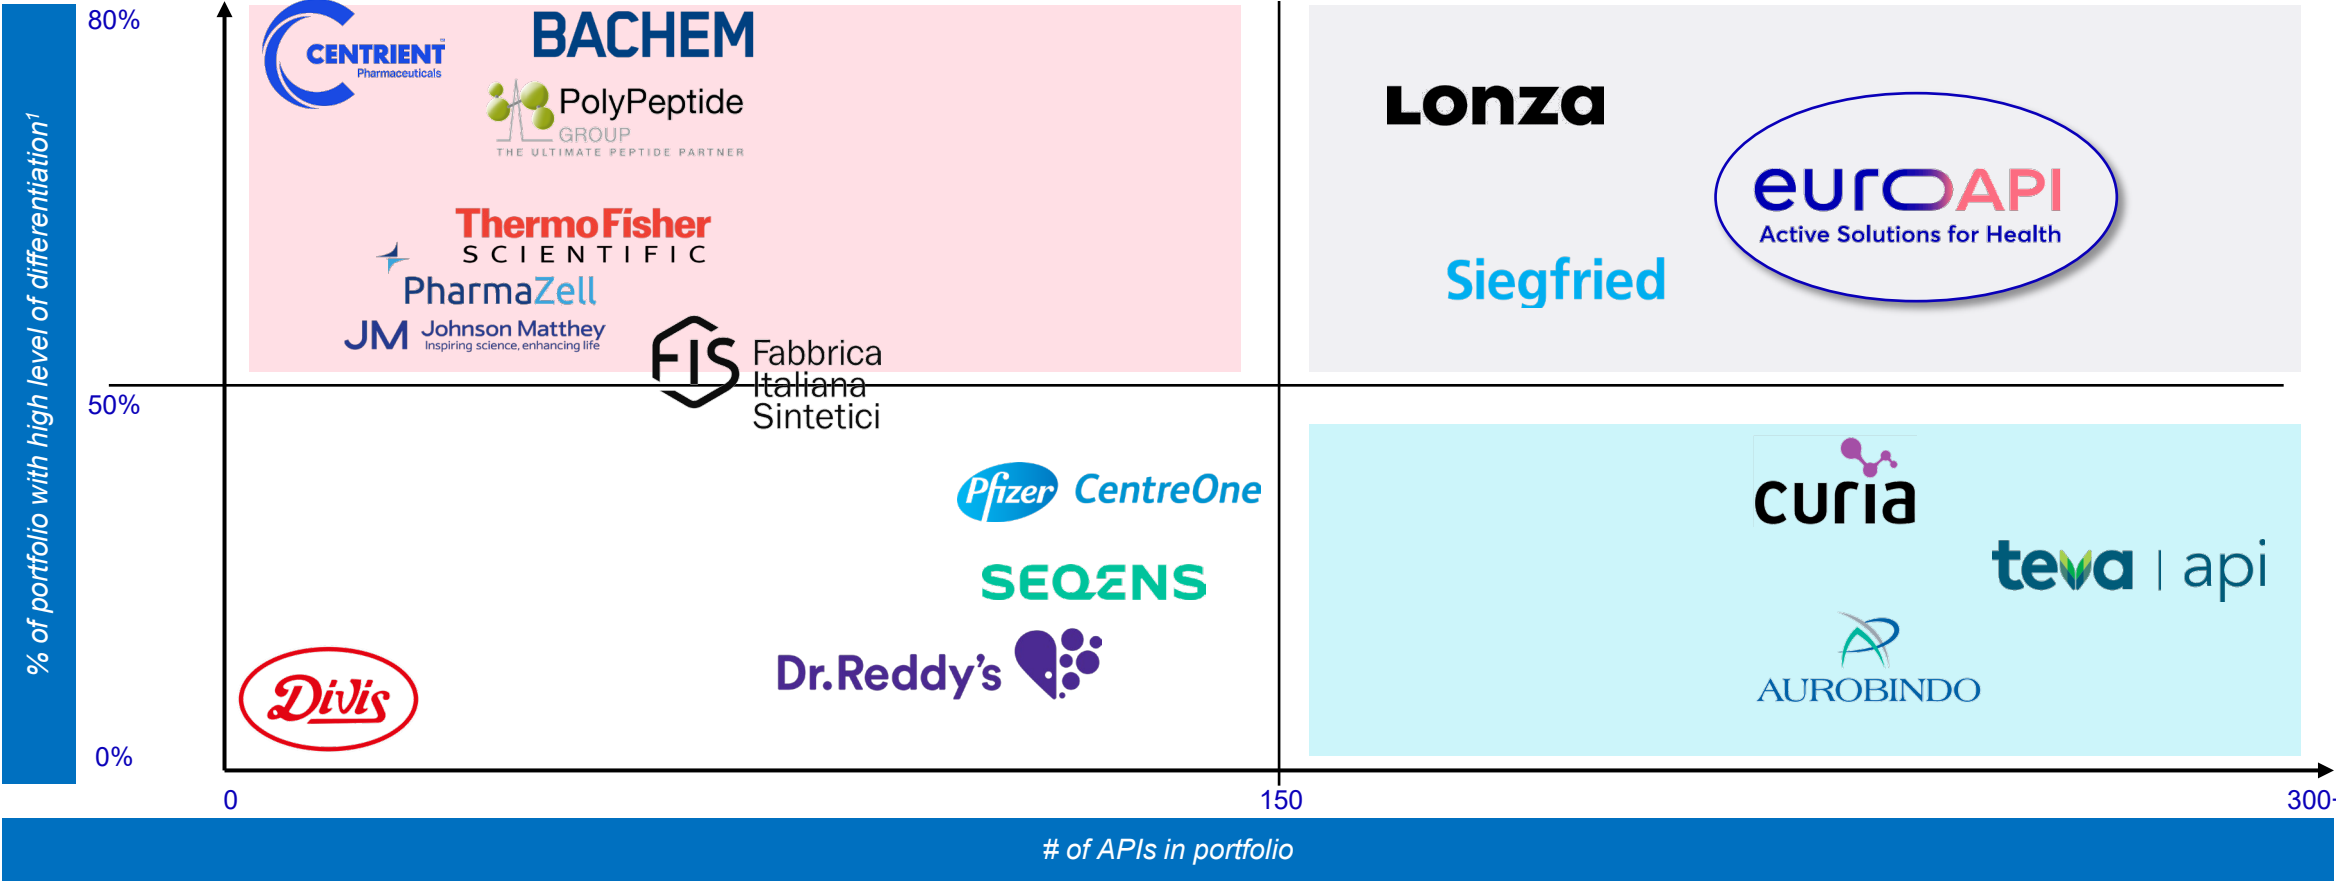 80%
CENTRIENT
™
Pharmaceuticals
BACHEM
PolyPeptide
GROUP
THE ULTIMATE PEPTIDE PARTNER
ThermoFisher
SCIENTIFIC
PharmaZell
JM Johnson Matthey
Inspiring science, enhancing life
FIS Fabbrica
Italiana
Sintetici
Lonza
euroAPI
Active Solutions for Health
Siegfried
% of portfolio with high level of differentiation¹
50%
Pfizer CentreOne
SEQENS
Dr.Reddy's
Divis
curia
teva | api
AUROBINDO
0%
0
150
300+
# of APIs in portfolio